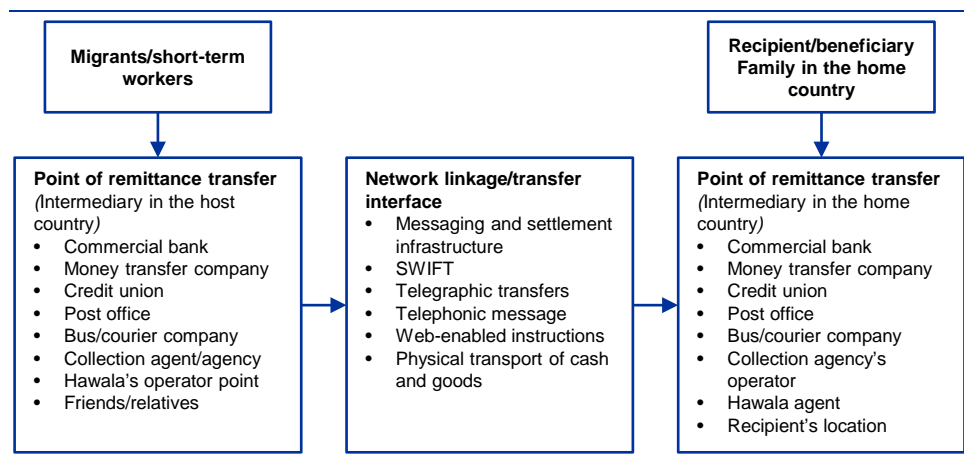 Migrants/short-term
workers
Recipient/beneficiary
Family in the home
country
Point of remittance transfer
(Intermediary in the host
country)
• Commercial bank
• Money transfer company
• Credit union
• Post office
• Bus/courier company
• Collection agent/agency
• Hawala’s operator point
• Friends/relatives
Network linkage/transfer
interface
• Messaging and settlement
infrastructure
• SWIFT
• Telegraphic transfers
• Telephonic message
• Web-enabled instructions
• Physical transport of cash
and goods
Point of remittance transfer
(Intermediary in the home
country)
• Commercial bank
• Money transfer company
• Credit union
• Post office
• Bus/courier company
• Collection agency’s
operator
• Hawala agent
• Recipient’s location